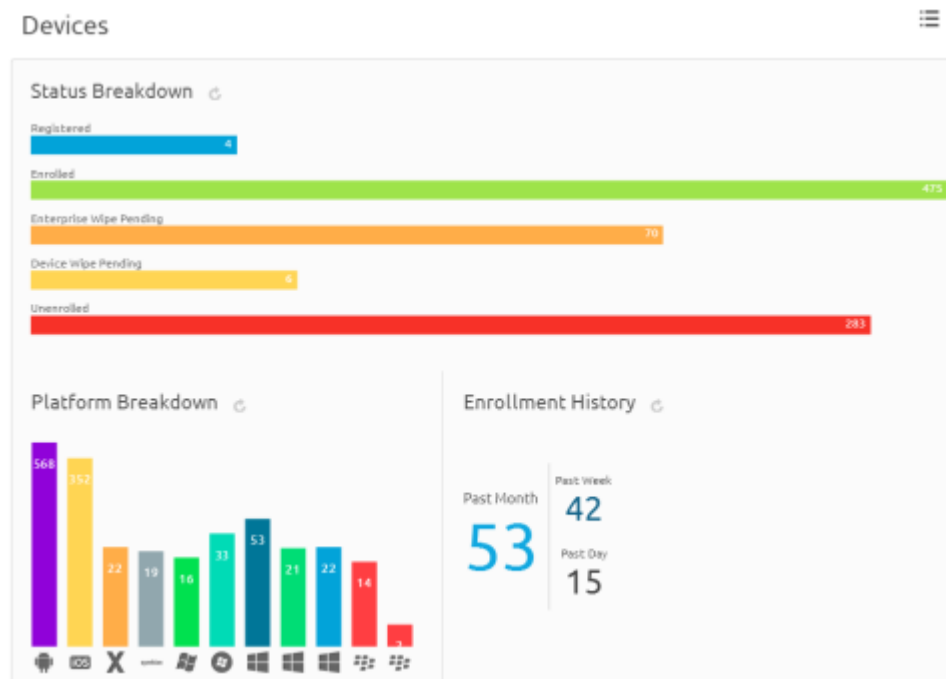 Devices
Status Breakdown
Registered
4
Enrolled
475
Enterprise Wipe Pending
70
Device Wipe Pending
6
Unenrolled
283
Platform Breakdown
568
352
22
19
16
33
53
21
22
14
iOS
X
Enrollment History
Past Month
53
Past Week
42
Past Day
15